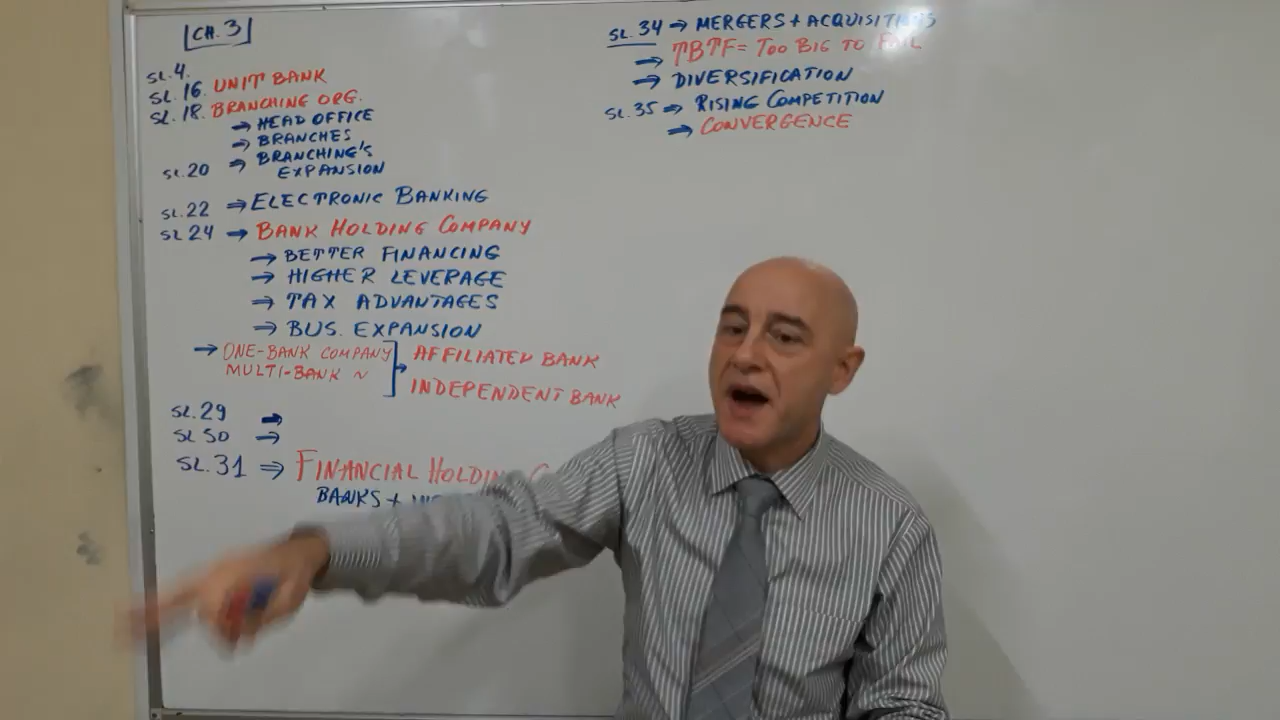 CH. 3
SL. 4.
SL. 16. UNIT BANK
SL. 18. BRANCHING ORG.
→ HEAD OFFICE
→ BRANCHES
SL. 20 → BRANCHING'S
EXPANSION
SL. 22 ⇒ ELECTRONIC BANKING
SL 24 → BANK HOLDING COMPANY
→ BETTER FINANCING
→ HIGHER LEVERAGE
→ TAX ADVANTAGES
→ BUS. EXPANSION
→ ONE-BANK COMPANY
MULTI-BANK ~
→ AFFILIATED BANK
INDEPENDENT BANK
SL. 29 ⇒
SL 30 ⇒
SL. 31 ⇒ FINANCIAL HOLDING
BANKS +
SL. 34 → MERGERS + ACQUISITIONS
→ TBTF = TOO BIG TO FAIL
→ DIVERSIFICATION
SL. 35 → RISING COMPETITION
→ CONVERGENCE